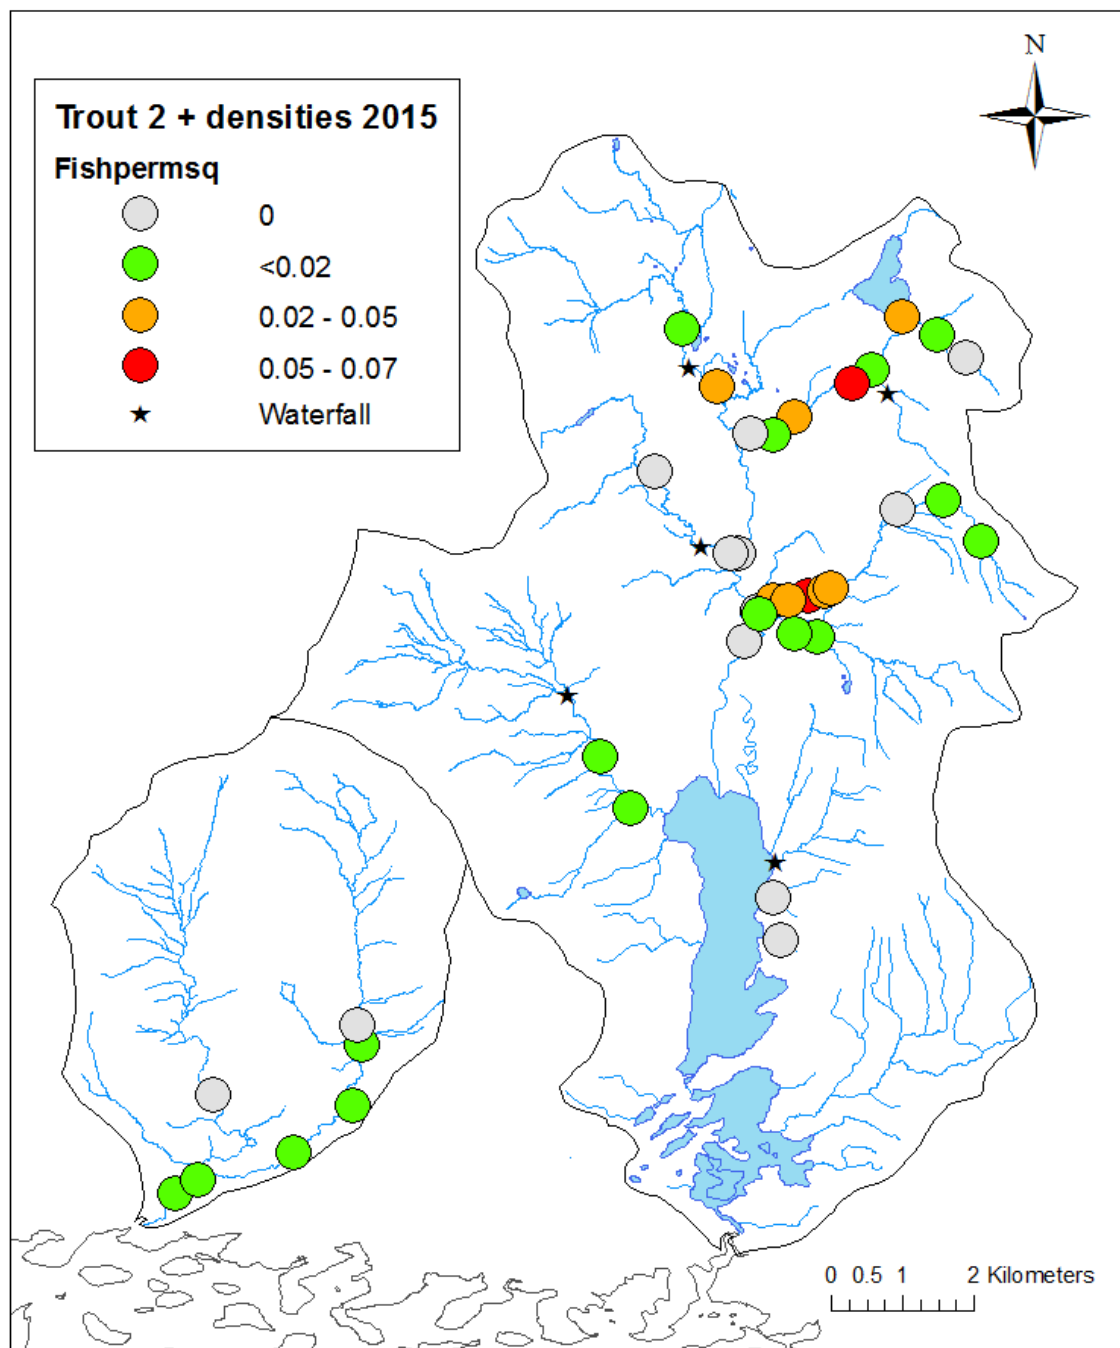 N
Trout 2 + densities 2015
Fishpermsq
0
<0.02
0.02 - 0.05
0.05 - 0.07
Waterfall
0 0.5 1 2 Kilometers